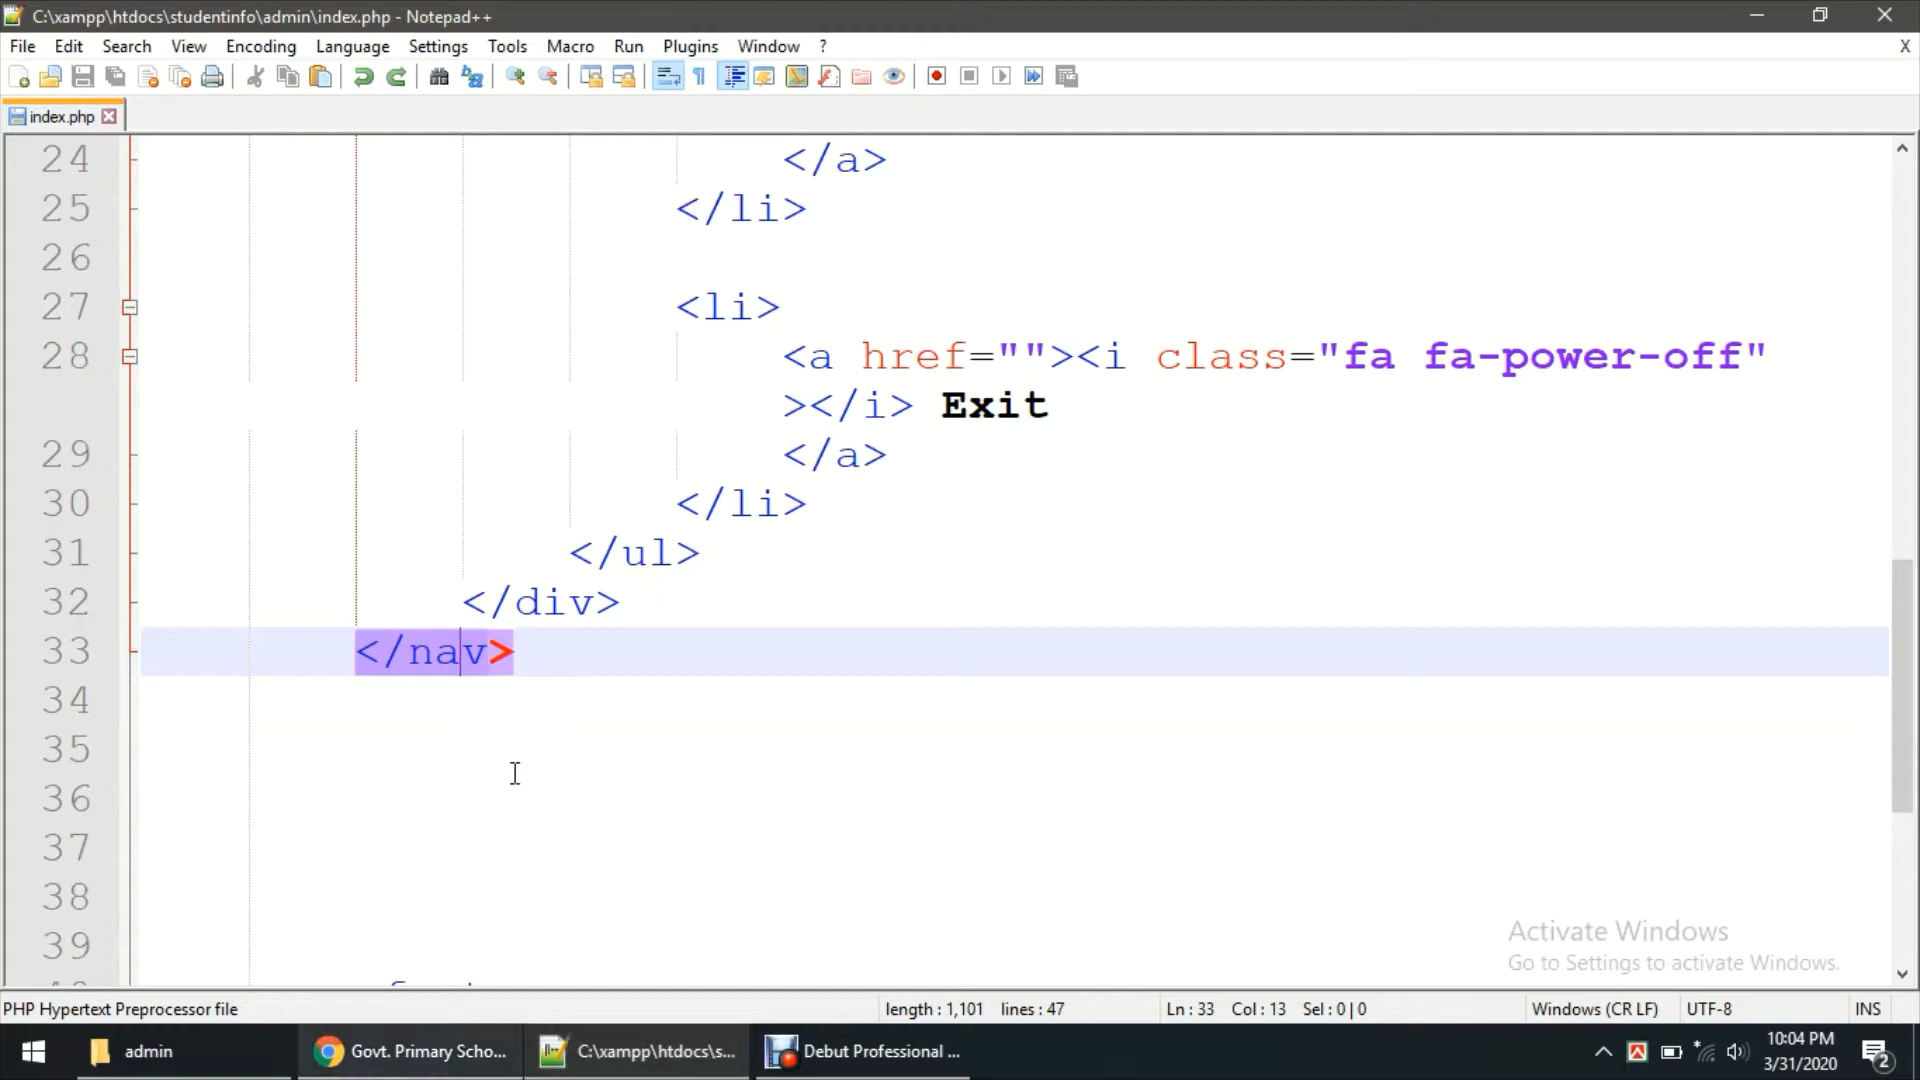 C:\xampp\htdocs\studentinfo\admin\index.php - Notepad++
File Edit Search View Encoding Language Settings Tools Macro Run Plugins Window ? X
index.php
24 </a>
25 </li>
26
27 <li>
28 <a href=""><i class="fa fa-power-off"
></i> Exit
29 </a>
30 </li>
31 </ul>
32 </div>
33 </nav>
34
35
36
37
38
39
Activate Windows
Go to Settings to activate Windows.
PHP Hypertext Preprocessor file length : 1,101 lines : 47 Ln : 33 Col : 13 Sel : 0 | 0 Windows (CR LF) UTF-8 INS
admin Govt. Primary Scho... C:\xampp\htdocs\s... Debut Professional ... 10:04 PM
3/31/2020 2